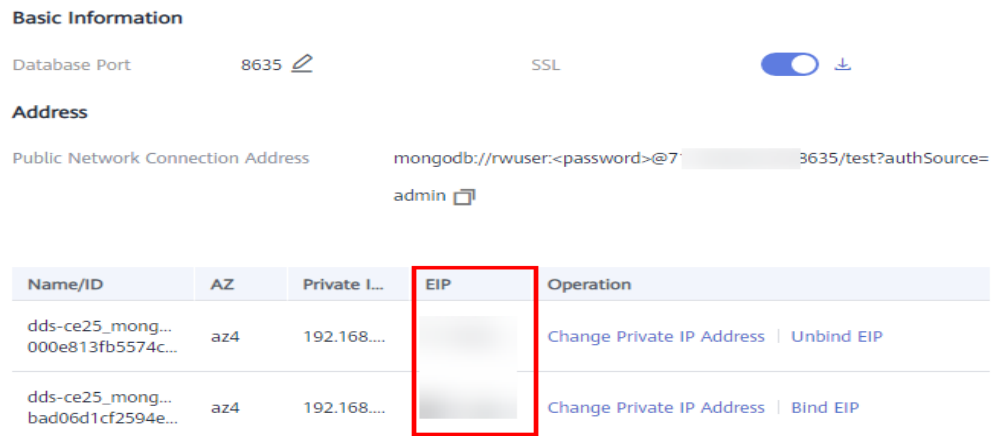 Basic Information
Database Port 8635 SSL
Address
Public Network Connection Address mongodb://rwuser:<password>@7 8635/test?authSource=
admin
Name/ID AZ Private I... EIP Operation
dds-ce25_mong...
000e813fb5574c... az4 192.168.... Change Private IP Address Unbind EIP
dds-ce25_mong...
bad06d1cf2594e... az4 192.168.... Change Private IP Address Bind EIP